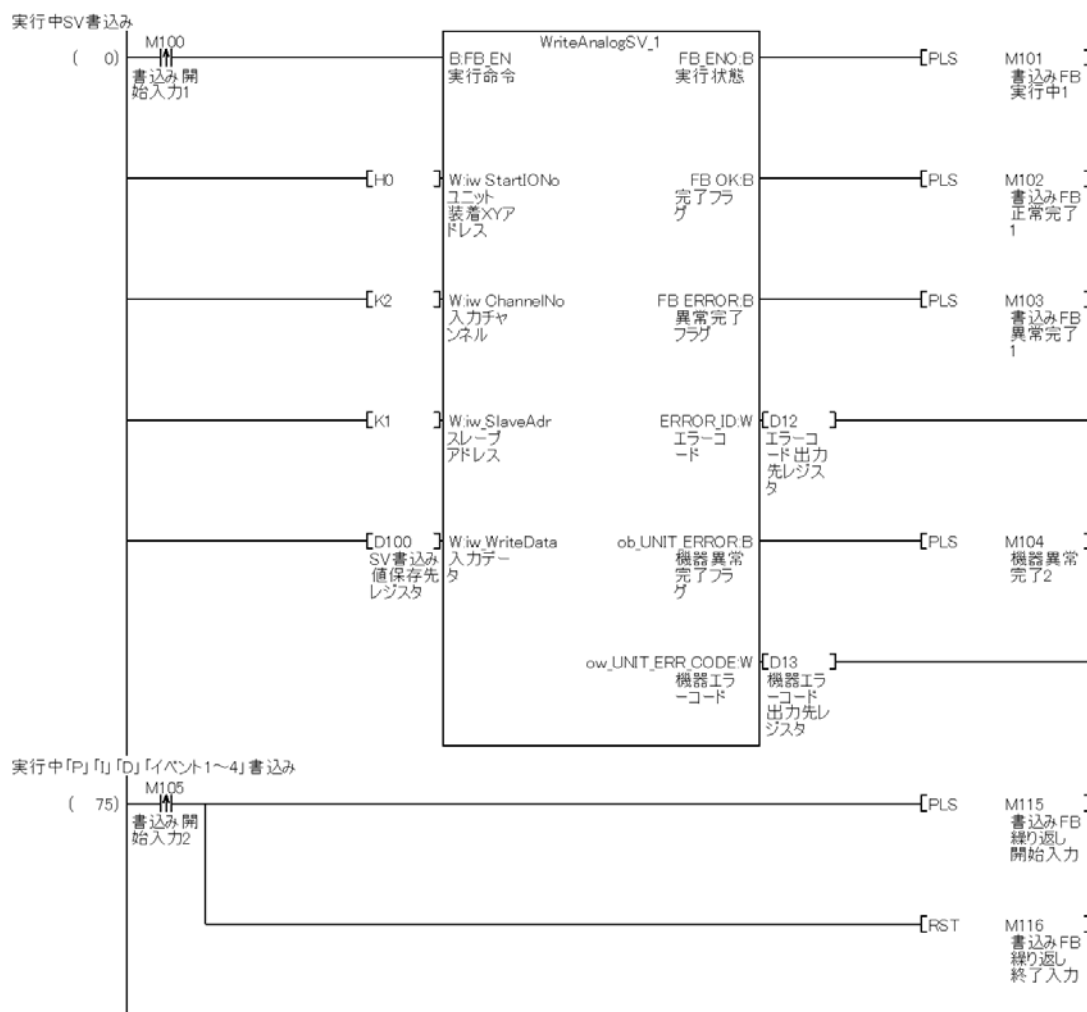 実行中SV書込み
M100
( 0)
書込み開
始入力1
WriteAnalogSV_1
B:FB_EN
実行命令
FB_ENO:B
実行状態
[PLS M101 ]
書込みFB
実行中1
[H0 ]
W:iw_StartIONo
ユニット
装着XYア
ドレス
FB_OK:B
完了フラ
グ
[PLS M102 ]
書込みFB
正常完了
1
[K2 ]
W:iw_ChannelNo
入力チャ
ンネル
FB_ERROR:B
異常完了
フラグ
[PLS M103 ]
書込みFB
異常完了
1
[K1 ]
W:iw_SlaveAdr
スレーブ
アドレス
ERROR_ID:W
エラーコ
ード
[D12 ]
エラーコ
ード出力
先レジス
タ
[D100 ]
SV書込み
値保存先
レジスタ
W:iw_WriteData
入力デー
タ
ob_UNIT_ERROR:B
機器異常
完了フラ
グ
[PLS M104 ]
機器異常
完了2
ow_UNIT_ERR_CODE:W
機器エラ
ーコード
[D13 ]
機器エラ
ーコード
出力先レ
ジスタ
実行中「P」「I」「D」「イベント1～4」書込み
M105
( 75)
書込み開
始入力2
[PLS M115 ]
書込みFB
繰り返し
開始入力
[RST M116 ]
書込みFB
繰り返し
終了入力